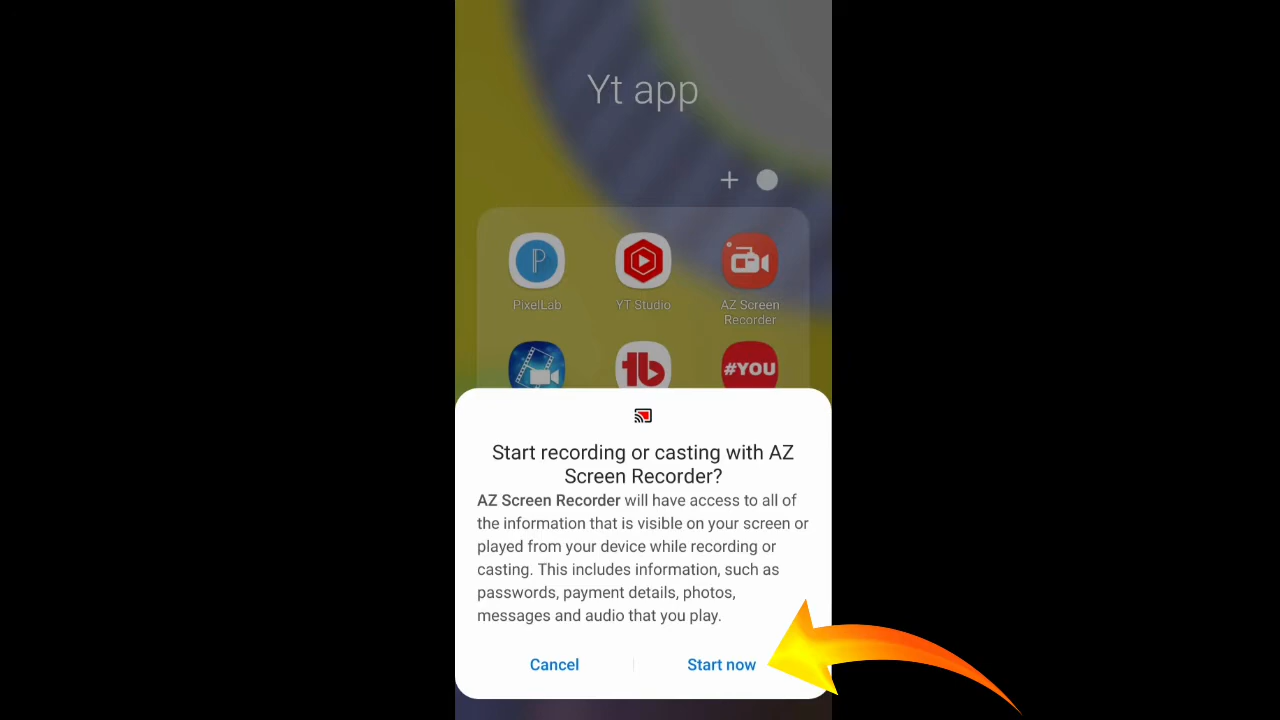 Yt app
PixelLab
YT Studio
AZ Screen
Recorder
1b
#YOU
Start recording or casting with AZ
Screen Recorder?
AZ Screen Recorder will have access to all of
the information that is visible on your screen or
played from your device while recording or
casting. This includes information, such as
passwords, payment details, photos,
messages and audio that you play.
Cancel
Start now